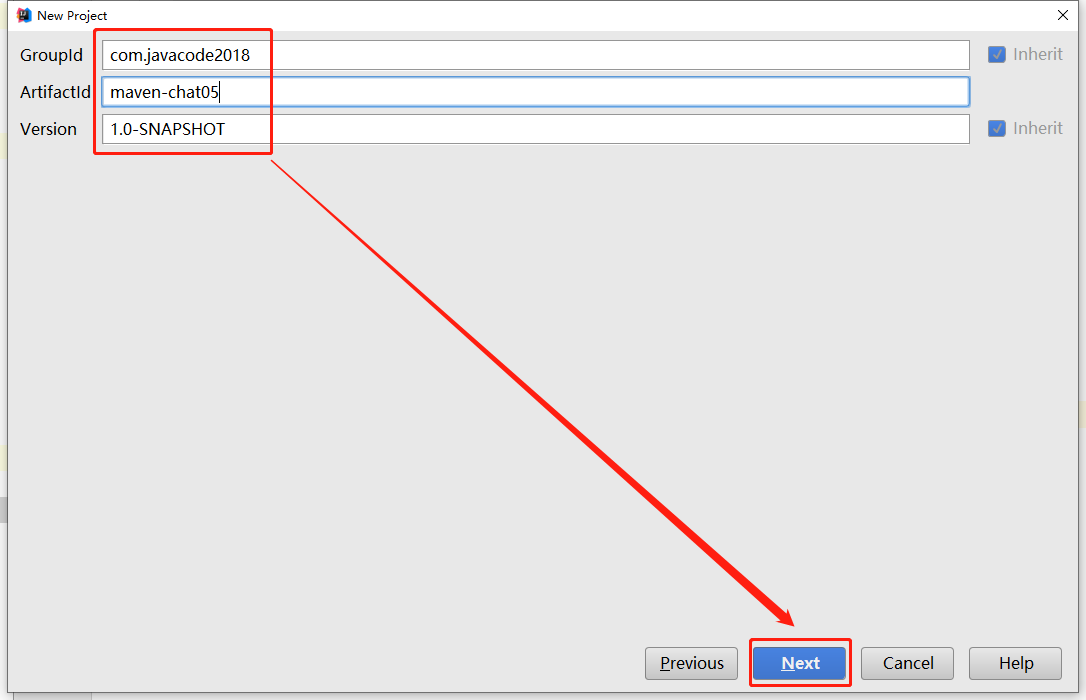 New Project
GroupId com.javacode2018 Inherit
ArtifactId maven-chat05
Version 1.0-SNAPSHOT Inherit
Previous Next Cancel Help